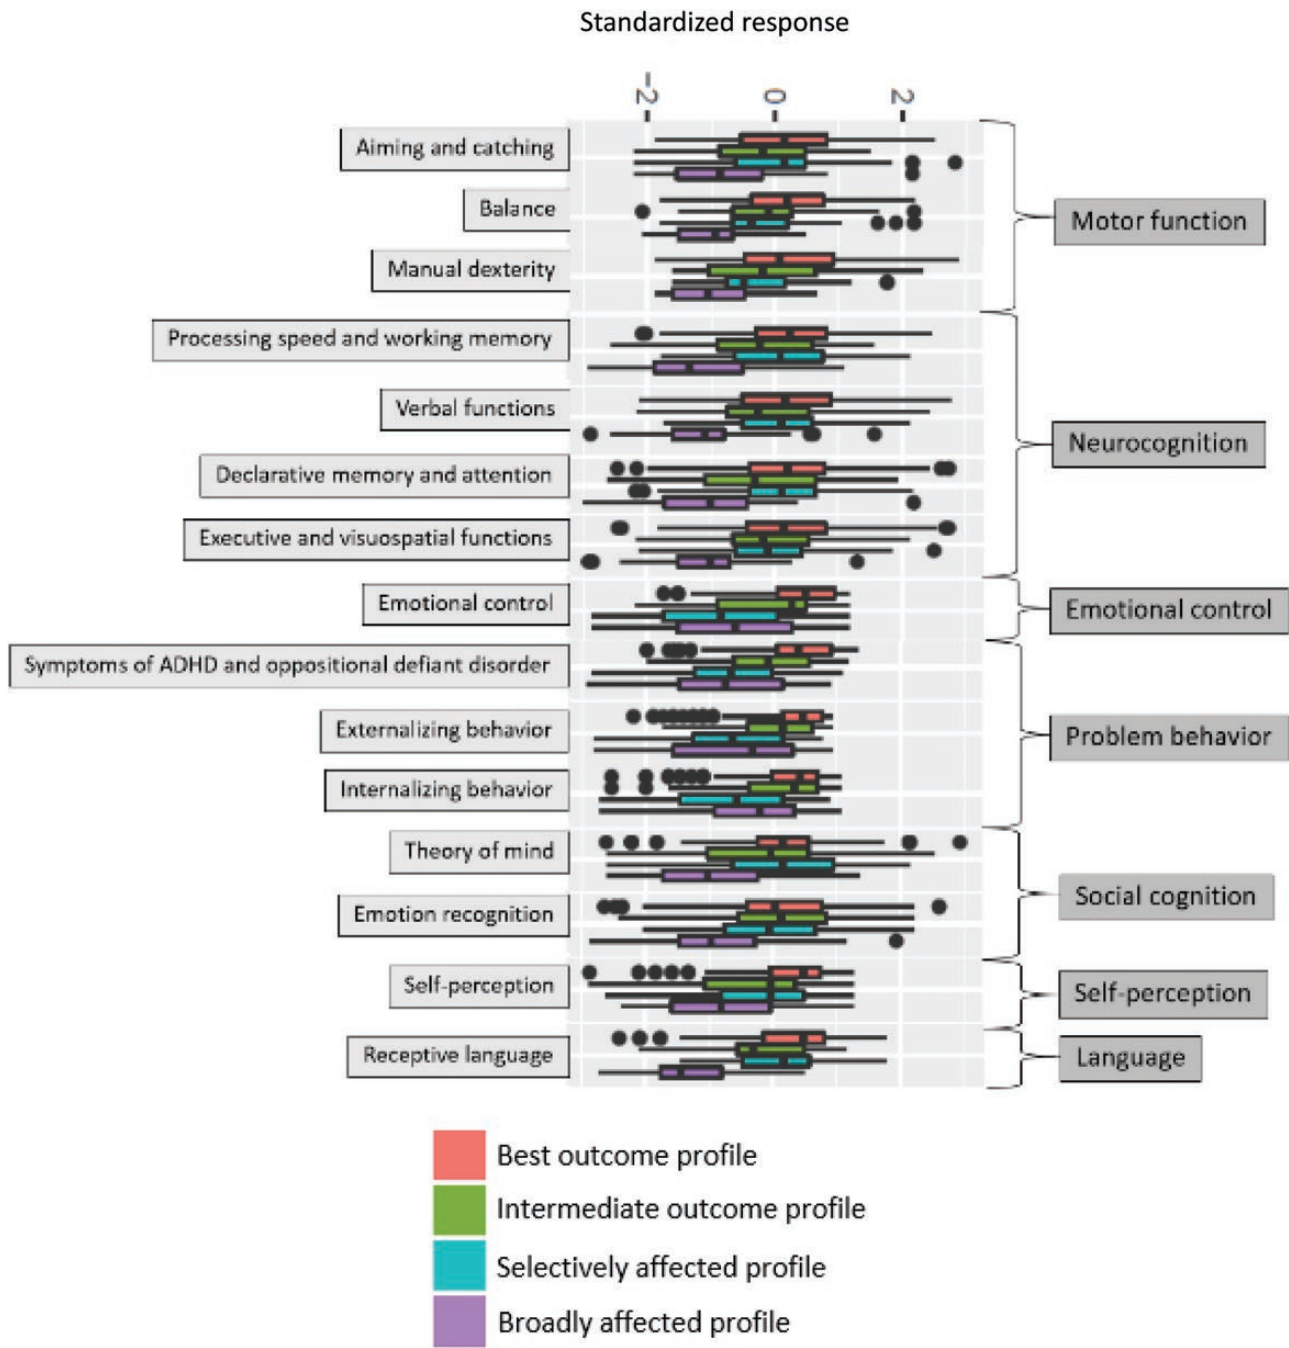 Standardized response
-2 0 2
Aiming and catching
Balance
Motor function
Manual dexterity
Processing speed and working memory
Verbal functions
Neurocognition
Declarative memory and attention
Executive and visuospatial functions
Emotional control
Emotional control
Symptoms of ADHD and oppositional defiant disorder
Externalizing behavior
Problem behavior
Internalizing behavior
Theory of mind
Social cognition
Emotion recognition
Self-perception
Self-perception
Receptive language
Language
Best outcome profile
Intermediate outcome profile
Selectively affected profile
Broadly affected profile